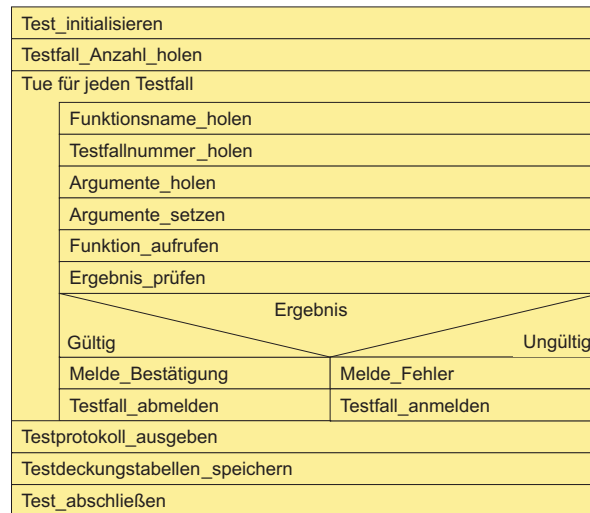 Test_initialisieren
Testfall_Anzahl_holen
Tue für jeden Testfall
Funktionsname_holen
Testfallnummer_holen
Argumente_holen
Argumente_setzen
Funktion_aufrufen
Ergebnis_prüfen
Ergebnis
Gültig Ungültig
Melde_Bestätigung Melde_Fehler
Testfall_abmelden Testfall_anmelden
Testprotokoll_ausgeben
Testdeckungstabellen_speichern
Test_abschließen